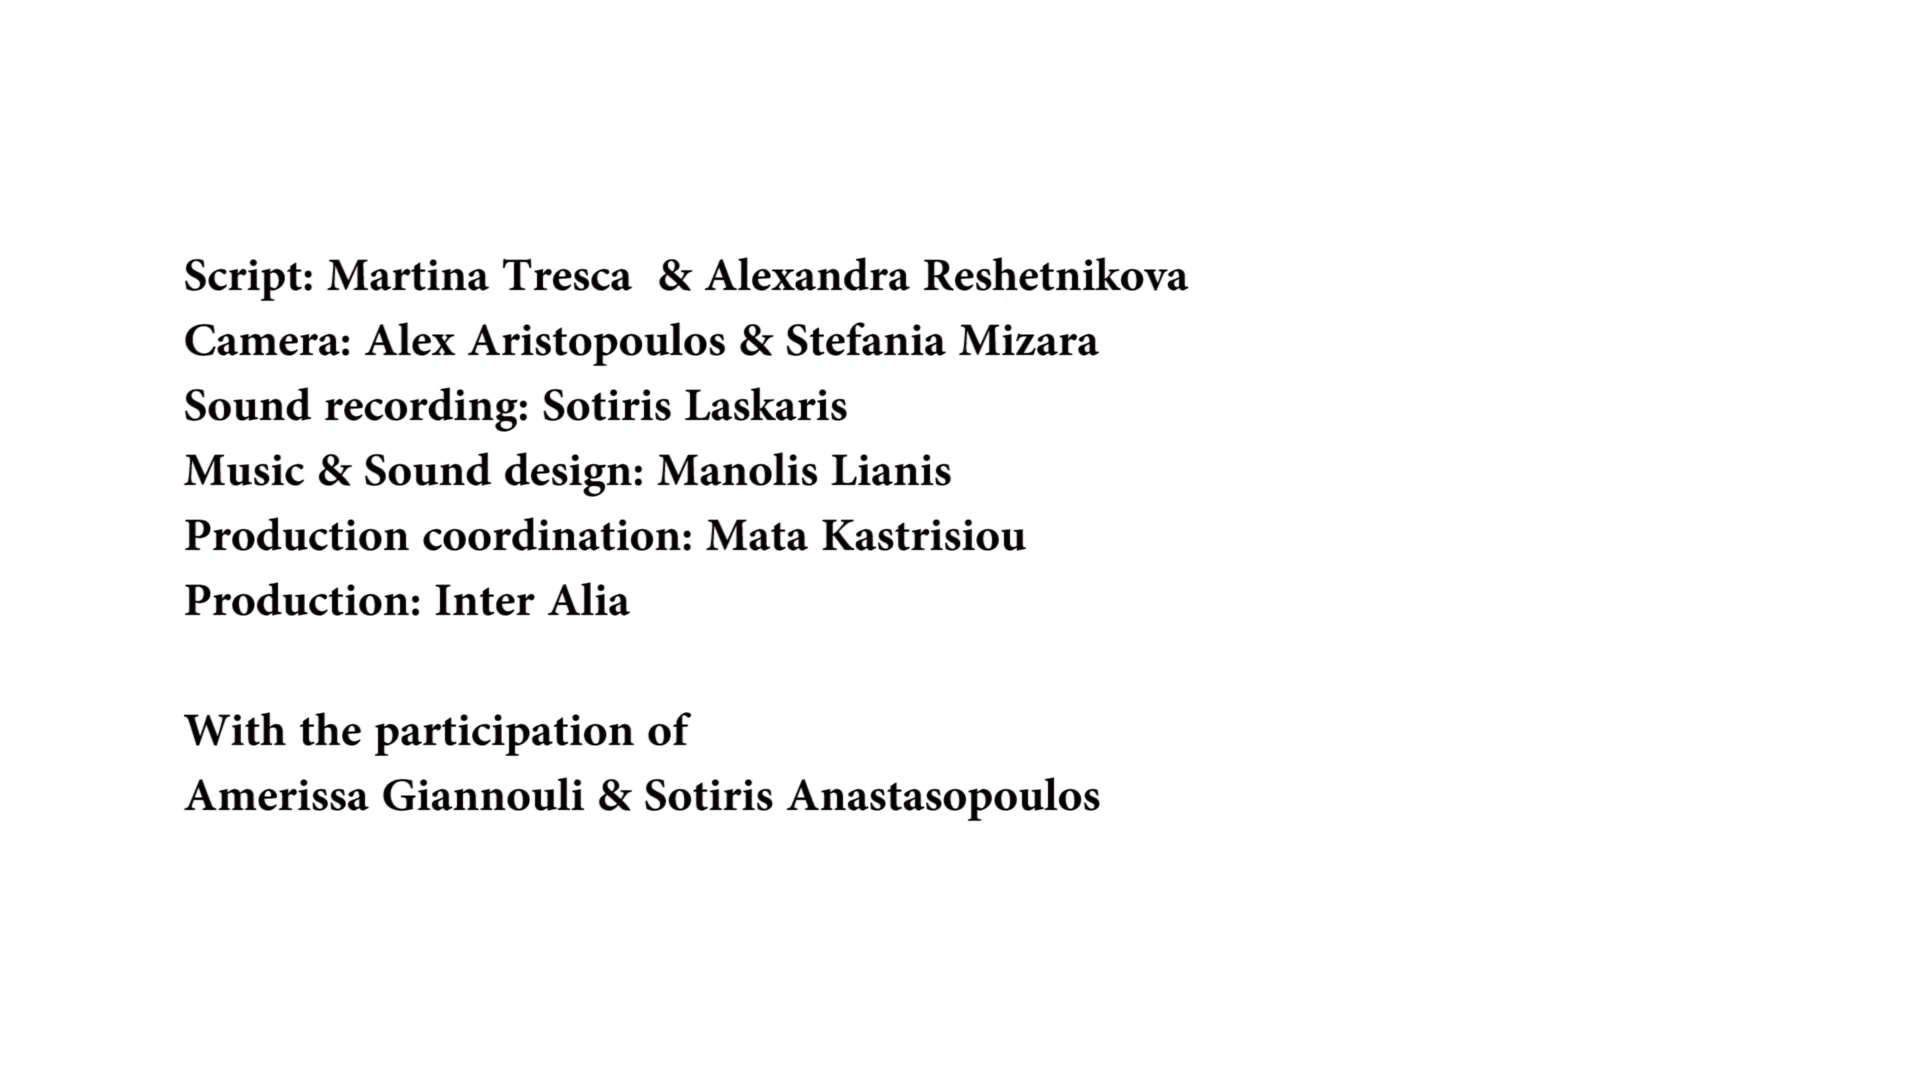 Script: Martina Tresca  & Alexandra Reshetnikova
Camera: Alex Aristopoulos & Stefania Mizara
Sound recording: Sotiris Laskaris
Music & Sound design: Manolis Lianis
Production coordination: Mata Kastrisiou
Production: Inter Alia
With the participation of
Amerissa Giannouli & Sotiris Anastasopoulos